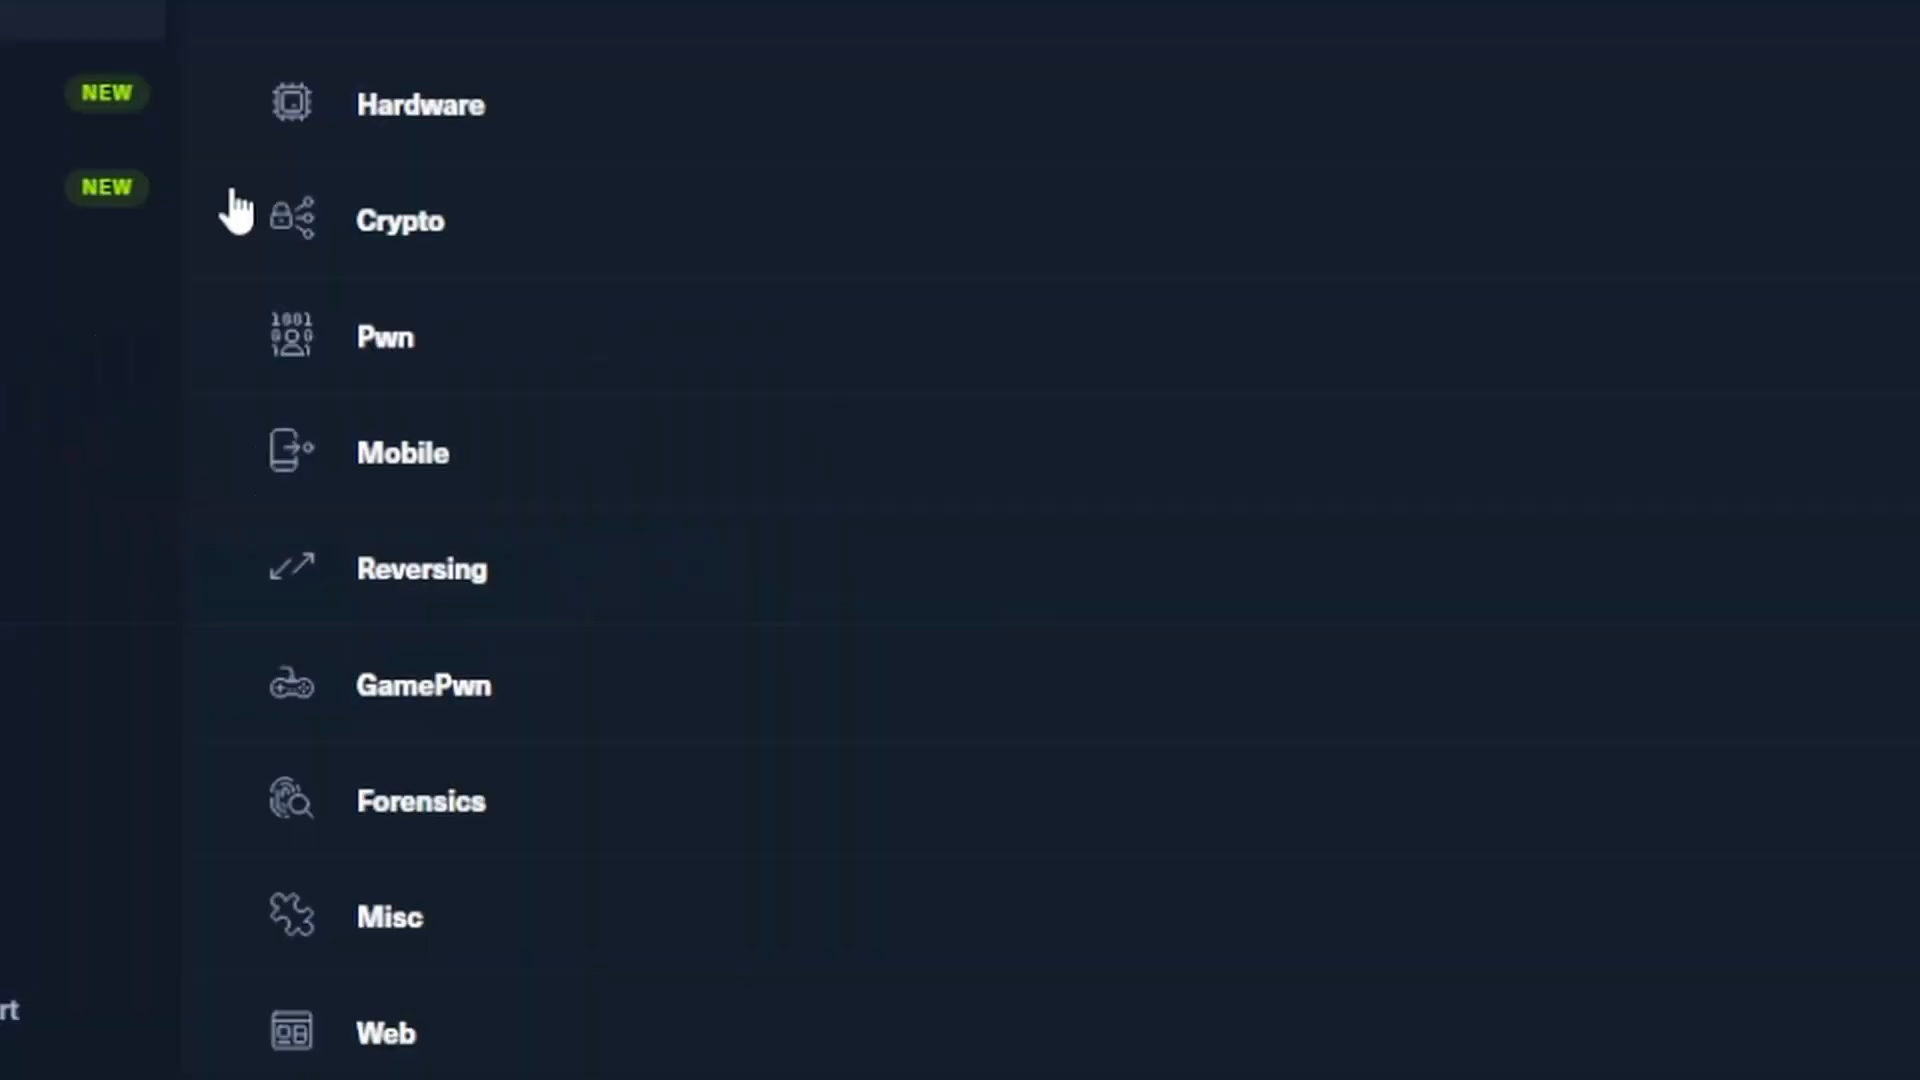 NEW
NEW
Hardware
Crypto
Pwn
Mobile
Reversing
GamePwn
Forensics
Misc
Web
rt